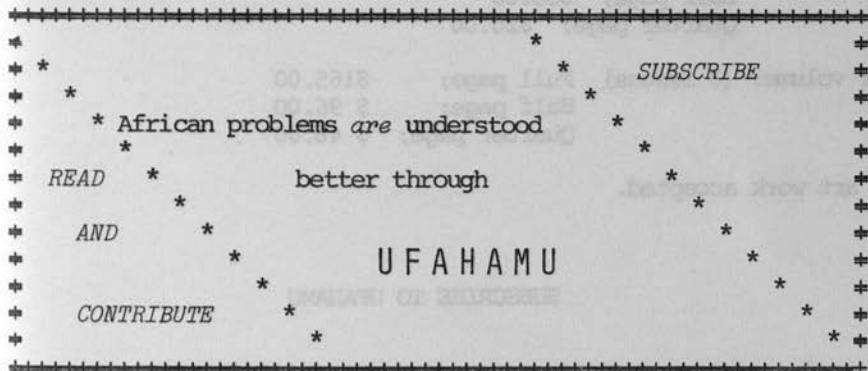 SUBSCRIBE
African problems are understood
READ better through
AND
UFAHAMU
CONTRIBUTE